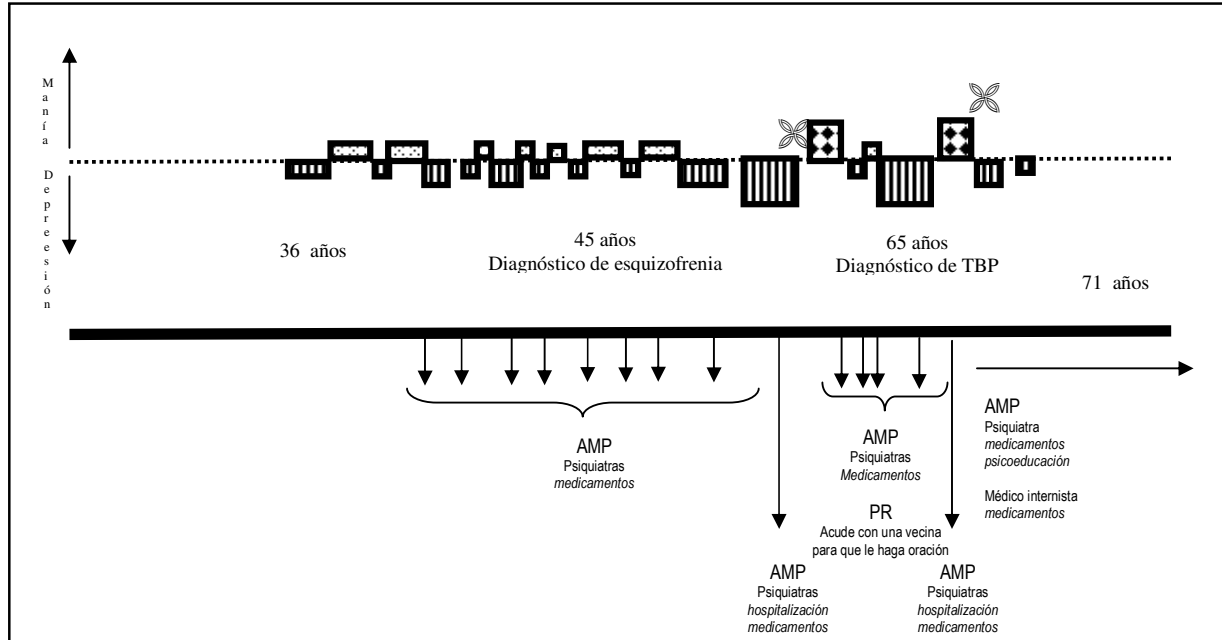 Manía
Depreesión
36 años
45 años
Diagnóstico de esquizofrenia
65 años
Diagnóstico de TBP
71 años
AMP
Psiquiatras
medicamentos
AMP
Psiquiatras
Medicamentos
PR
Acude con una vecina
para que le haga oración
AMP
Psiquiatra
medicamentos
psicoeducación
Médico internista
medicamentos
AMP
Psiquiatras
hospitalización
medicamentos
AMP
Psiquiatras
hospitalización
medicamentos